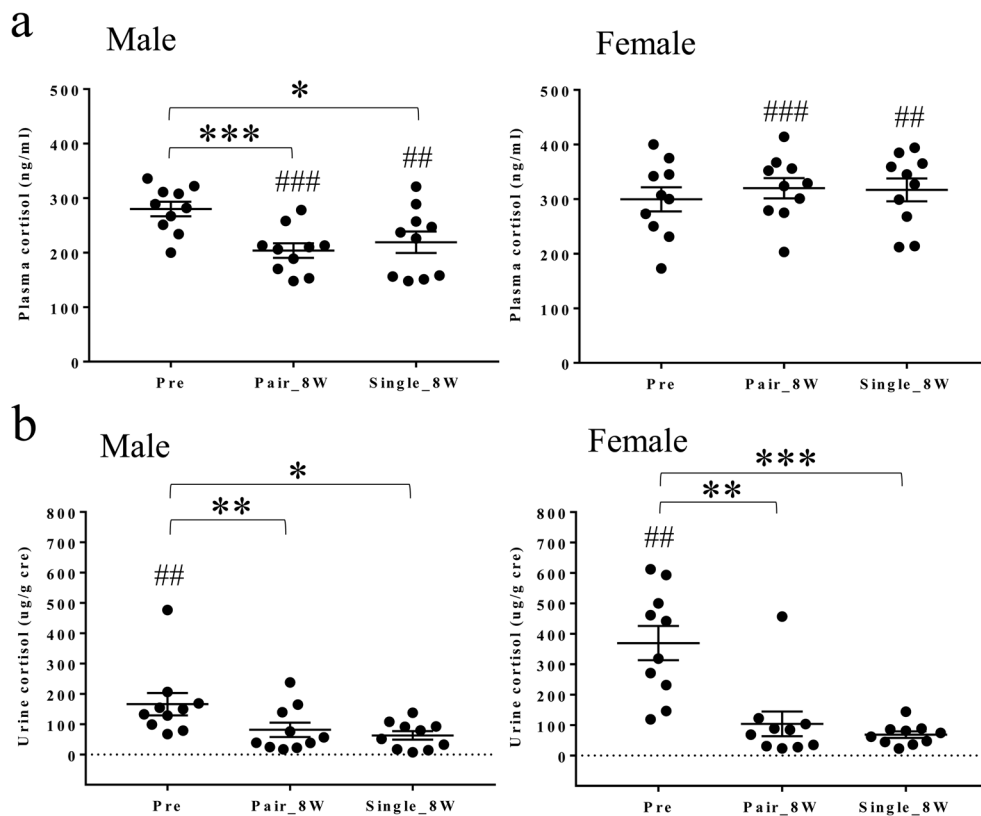 a
Male
Female
Plasma cortisol (ng/ml)
500
400
300
200
100
0
*
***
###
##
Pre
Pair_8W
Single_8W
Plasma cortisol (ng/ml)
500
400
300
200
100
0
###
##
Pre
Pair_8W
Single_8W
b
Male
Female
Urine cortisol (ug/g cre)
800
700
600
500
400
300
200
100
0
*
**
##
Pre
Pair_8W
Single_8W
Urine cortisol (ug/g cre)
800
700
600
500
400
300
200
100
0
***
**
##
Pre
Pair_8W
Single_8W